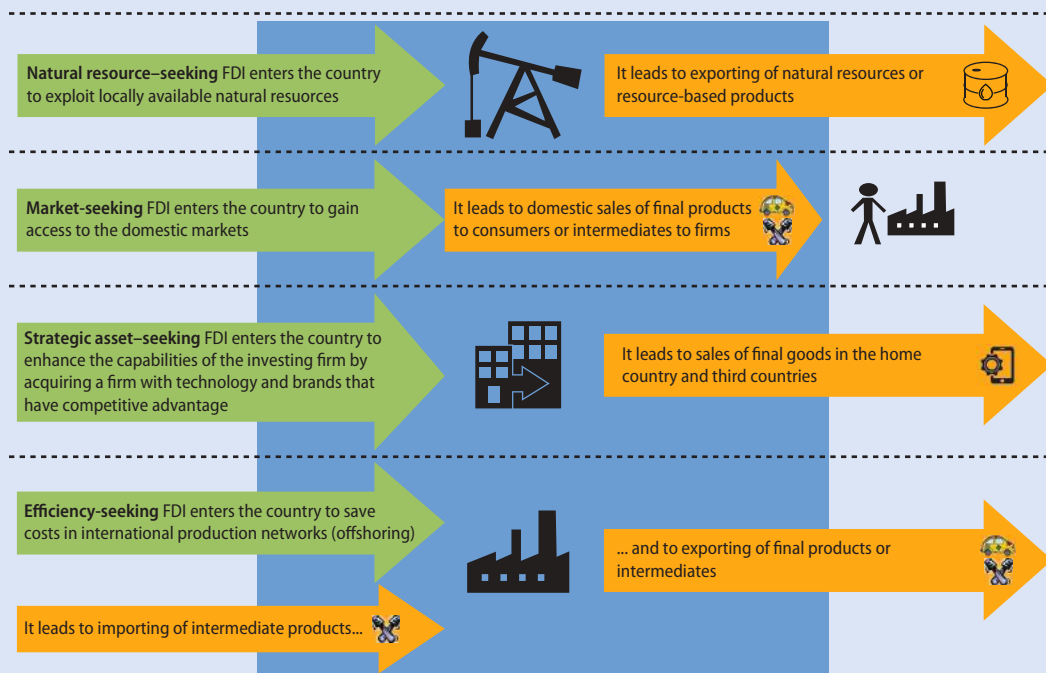 Natural resource–seeking FDI enters the country
to exploit locally available natural resuorces
It leads to exporting of natural resources or
resource-based products
Market-seeking FDI enters the country to gain
access to the domestic markets
It leads to domestic sales of final products
to consumers or intermediates to firms
Strategic asset–seeking FDI enters the country to
enhance the capabilities of the investing firm by
acquiring a firm with technology and brands that
have competitive advantage
It leads to sales of final goods in the home
country and third countries
Efficiency-seeking FDI enters the country to save
costs in international production networks (offshoring)
It leads to importing of intermediate products...
... and to exporting of final products or
intermediates